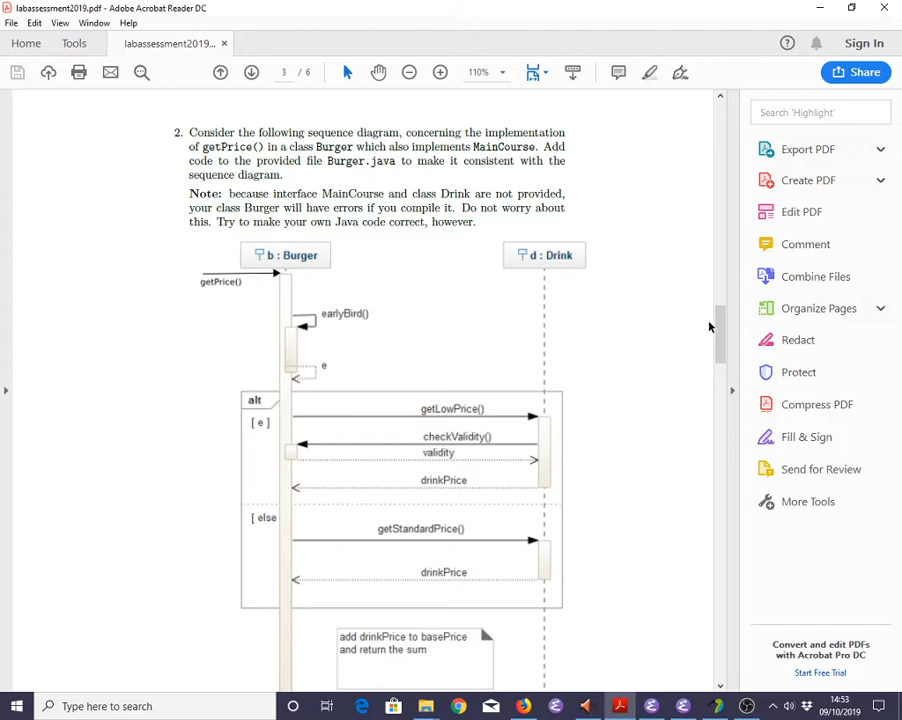 labassessment2019.pdf - Adobe Acrobat Reader DC
File Edit View Window Help
Home Tools labassessment2019... × Sign In
3 / 6 110% Share
2. Consider the following sequence diagram, concerning the implementation
of getPrice() in a class Burger which also implements MainCourse. Add
code to the provided file Burger.java to make it consistent with the
sequence diagram.
Note: because interface MainCourse and class Drink are not provided,
your class Burger will have errors if you compile it. Do not worry about
this. Try to make your own Java code correct, however.
b : Burger d : Drink
getPrice()
earlyBird()
e
alt
getLowPrice()
[ e ]
checkValidity()
validity
drinkPrice
[ else
getStandardPrice()
drinkPrice
add drinkPrice to basePrice
and return the sum
Search 'Highlight'
Export PDF
Create PDF
Edit PDF
Comment
Combine Files
Organize Pages
Redact
Protect
Compress PDF
Fill & Sign
Send for Review
More Tools
Convert and edit PDFs
with Acrobat Pro DC
Start Free Trial
Type here to search
14:53
09/10/2019